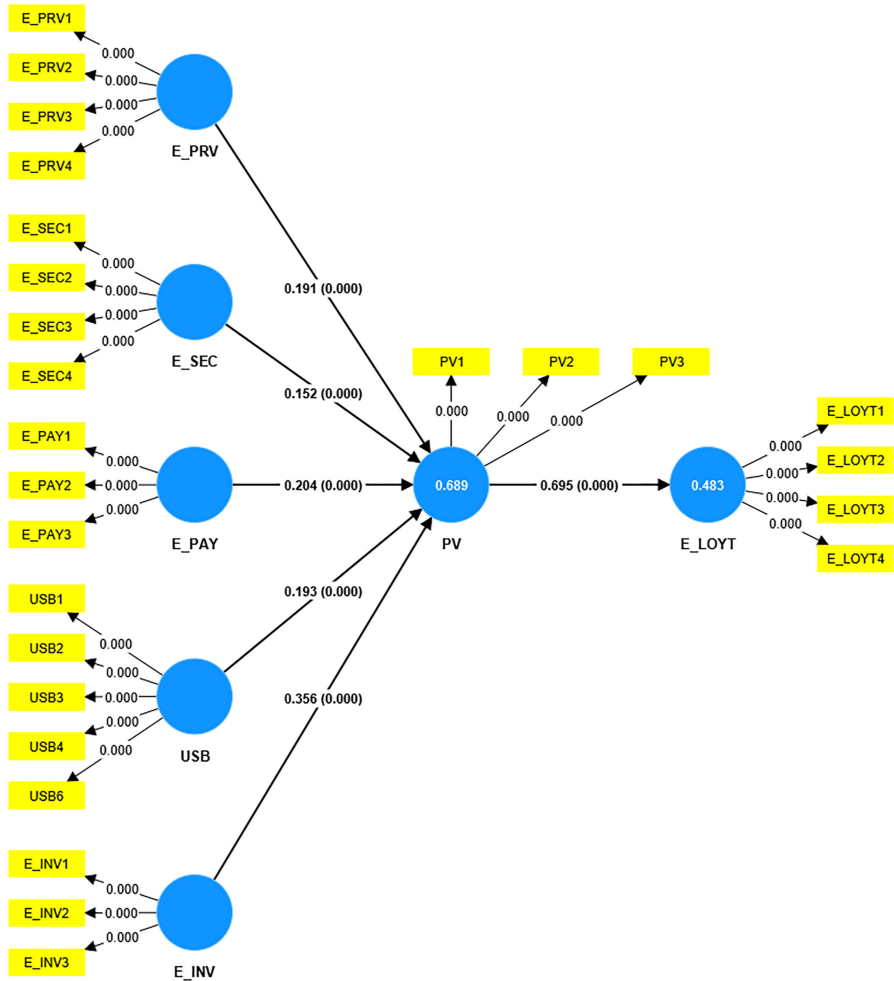 E_PRV1
0.000
E_PRV2
0.000
E_PRV3
0.000
0.000
E_PRV4
E_PRV
E_SEC1
0.000
E_SEC2
0.000
E_SEC3
0.000
0.000
E_SEC4
E_SEC
0.191 (0.000)
0.152 (0.000)
PV1
PV2
PV3
0.000
0.000
0.000
E_PAY1
0.000
E_PAY2
0.000
0.000
E_PAY3
E_PAY
0.204 (0.000)
0.689
PV
0.695 (0.000)
0.483
E_LOYT
E_LOYT1
0.000
E_LOYT2
0.000
0.000
E_LOYT3
0.000
E_LOYT4
0.193 (0.000)
USB1
0.000
USB2
0.000
USB3
0.000
0.000
USB4
0.000
USB6
USB
0.356 (0.000)
E_INV1
0.000
E_INV2
0.000
0.000
E_INV3
E_INV